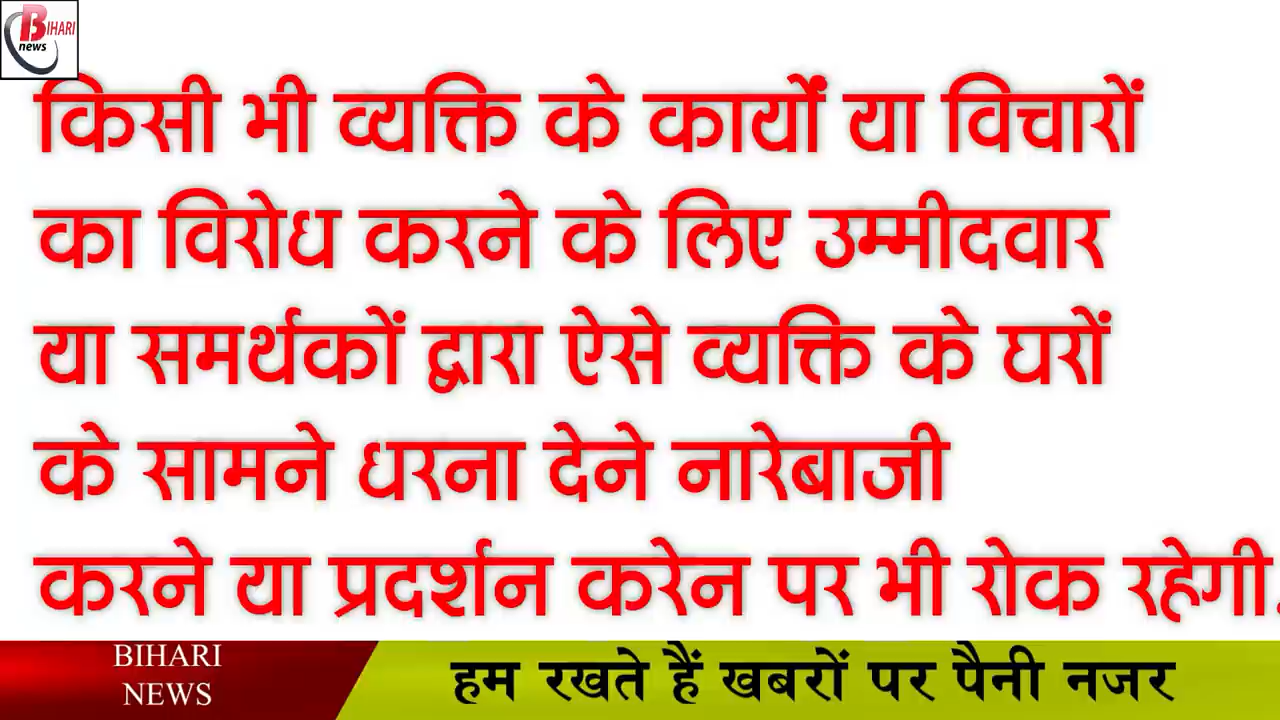 BIHARI
news
किसी भी व्यक्ति के कार्यों या विचारों
का विरोध करने के लिए उम्मीदवार
या समर्थकों द्वारा ऐसे व्यक्ति के घरों
के सामने धरना देने नारेबाजी
करने या प्रदर्शन करेन पर भी रोक रहेगी.
BIHARI
NEWS
हम रखते हैं खबरों पर पैनी नजर